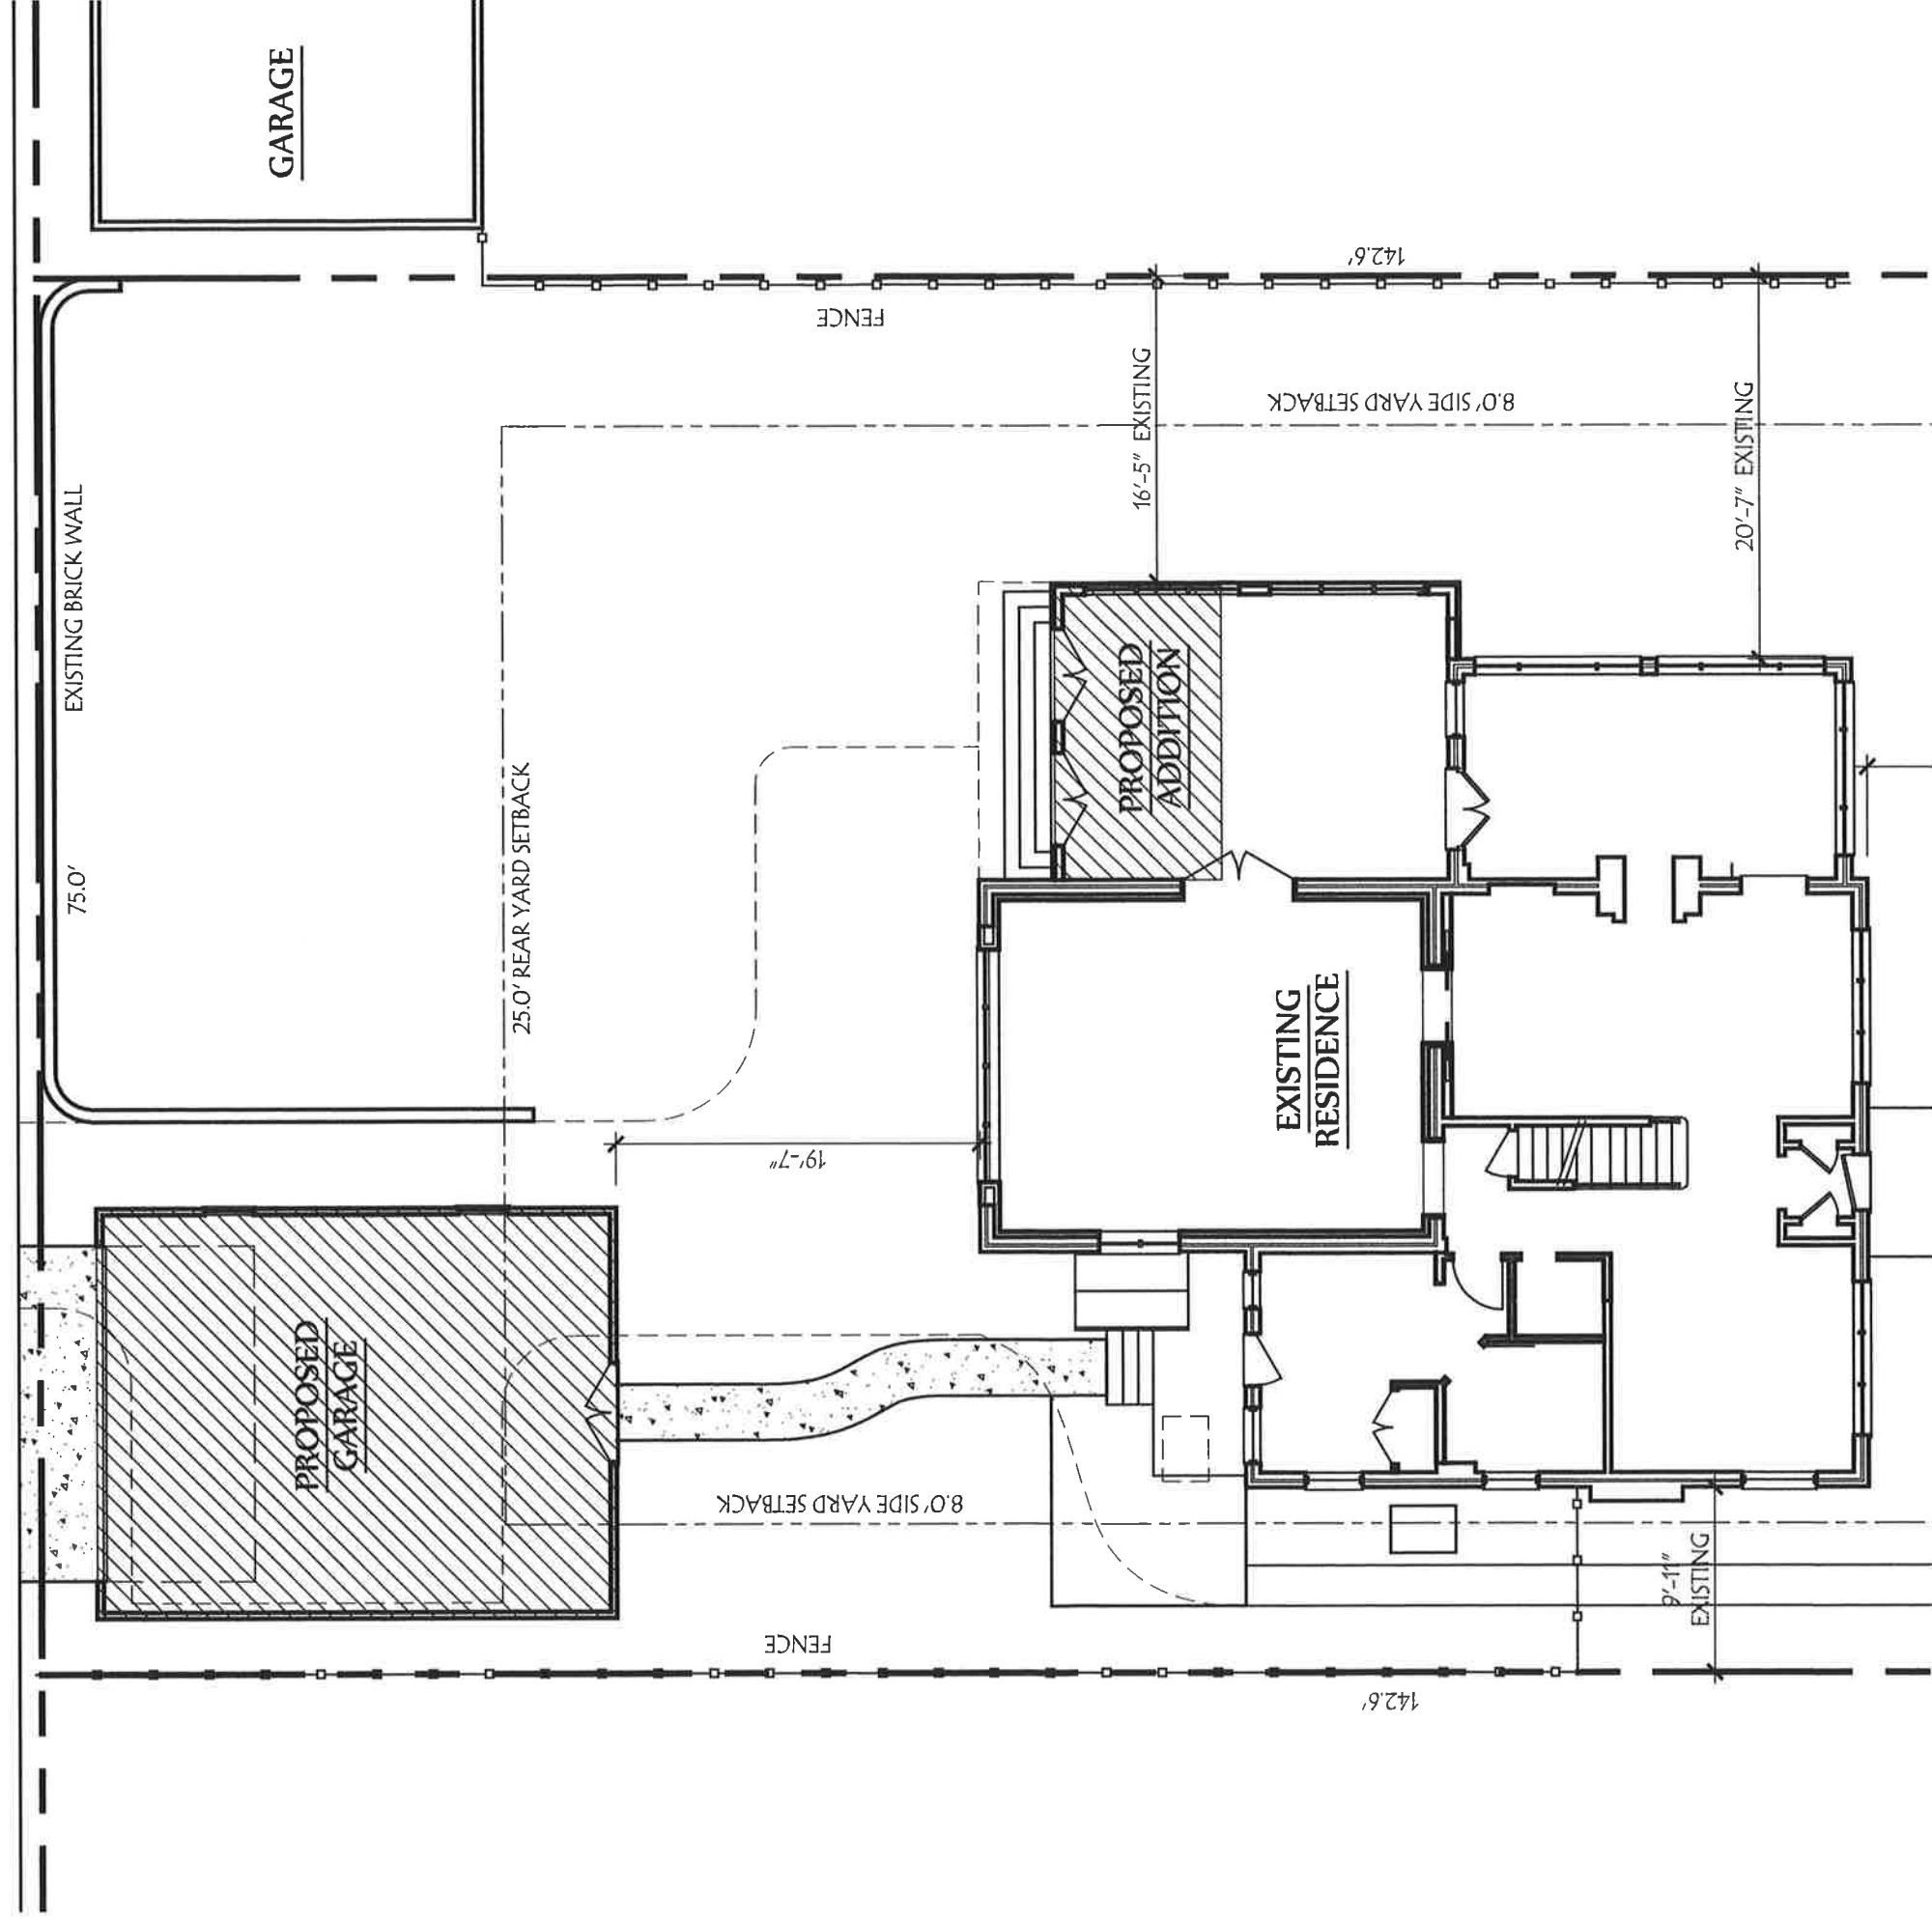 GARAGE
142.6'
FENCE
16'-5" EXISTING
8.0' SIDE YARD SETBACK
20'-7" EXISTING
EXISTING BRICK WALL
75.0'
25.0' REAR YARD SETBACK
PROPOSED
ADDITION
EXISTING
RESIDENCE
19'-7"
PROPOSED
GARAGE
8.0' SIDE YARD SETBACK
9'-11"
EXISTING
FENCE
142.6'